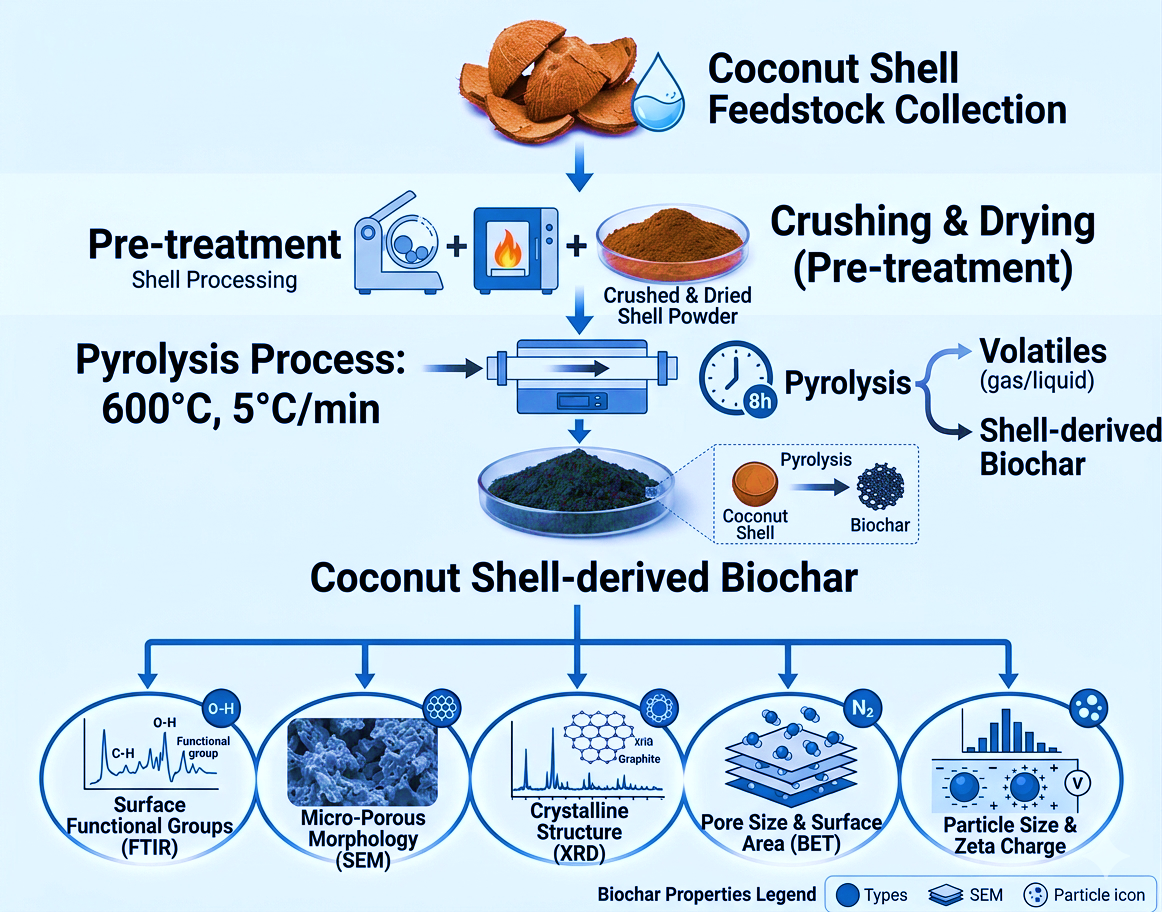 Coconut Shell
Feedstock Collection
Pre-treatment
Shell Processing
+
+
Crushed & Dried
Shell Powder
Crushing & Drying
(Pre-treatment)
Pyrolysis Process:
600°C, 5°C/min
8h
Pyrolysis
Volatiles
(gas/liquid)
Shell-derived
Biochar
Pyrolysis
Coconut
Shell
Biochar
Coconut Shell-derived Biochar
O-H
O-H
C-H
Functional
group
Surface
Functional Groups
(FTIR)
Micro-Porous
Morphology
(SEM)
Graphite
Crystalline
Structure
(XRD)
N₂
Pore Size & Surface
Area (BET)
V
Particle Size &
Zeta Charge
Biochar Properties Legend
Types
SEM
Particle icon